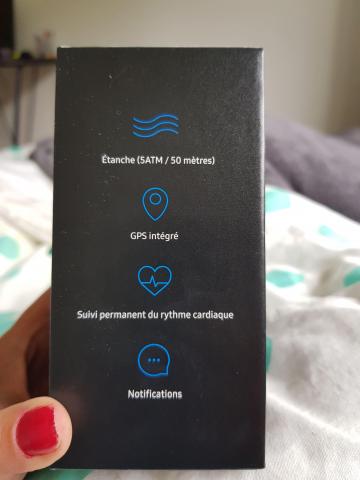 Étanche (5ATM / 50 mètres)
GPS intégré
Suivi permanent du rythme cardiaque
Notifications